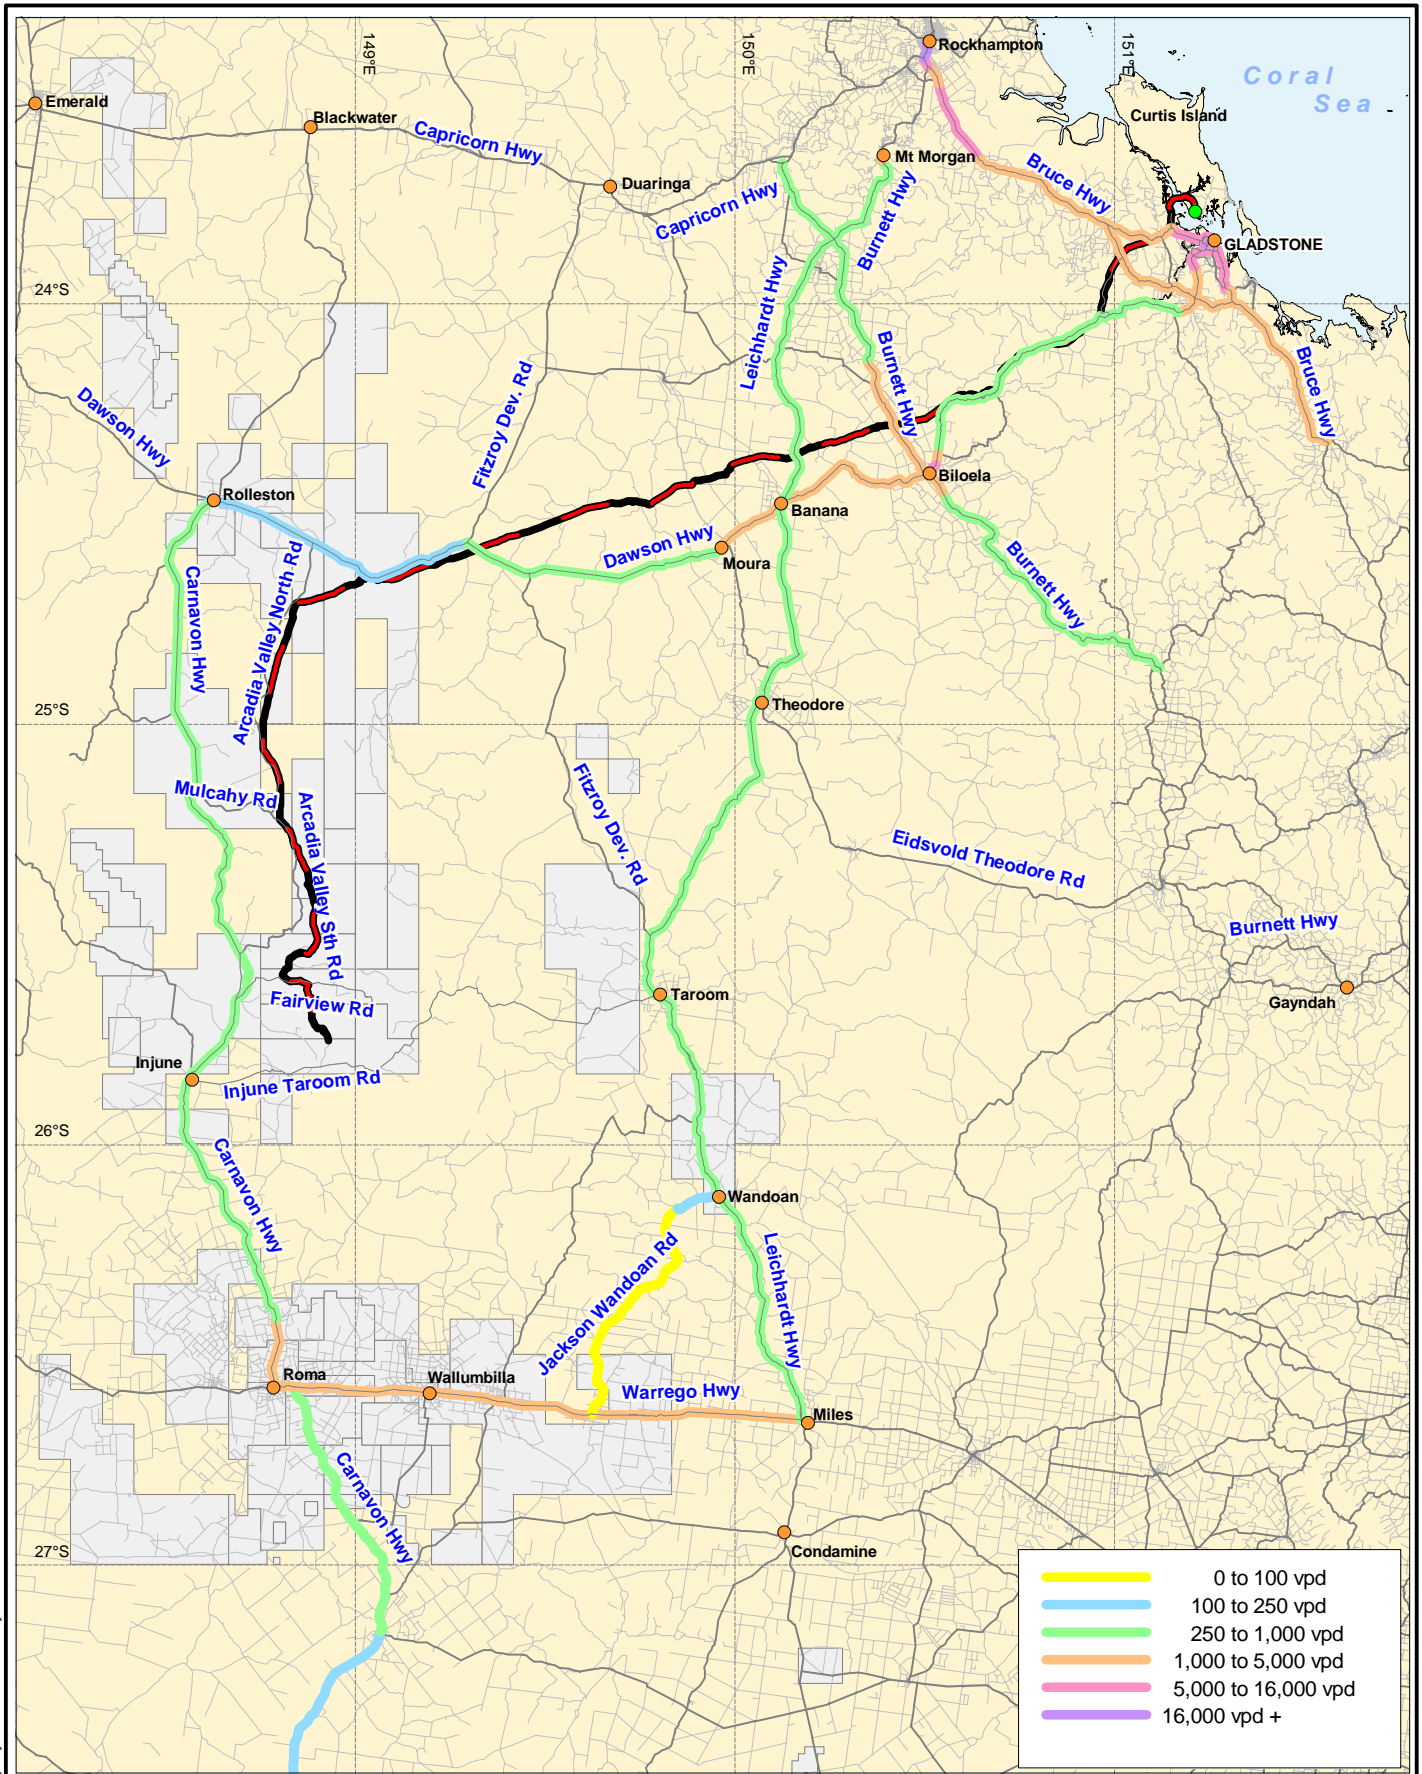 149°E
150°E
151°E
Rockhampton
Coral
Sea
Emerald
Blackwater
Curtis Island
Capricorn Hwy
Mt Morgan
Bruce Hwy
Duaringa
Capricorn Hwy
Burnett Hwy
GLADSTONE
24°S
Leichhardt Hwy
Burnett Hwy
Bruce Hwy
Fitzroy Dev. Rd
Dawson Hwy
Rolleston
Biloela
Banana
Dawson Hwy
Moura
Arcadia Valley North Rd
Burnett Hwy
Carnavon Hwy
25°S
Theodore
Mulcahy Rd
Fitzroy Dev. Rd
Arcadia Valley Sth Rd
Eidsvold Theodore Rd
Burnett Hwy
Taroom
Fairview Rd
Gayndah
Injune
Injune Taroom Rd
26°S
Carnavon Hwy
Wandoan
Jackson Wandoan Rd
Leichhardt Hwy
Roma
Wallumbilla
Warrego Hwy
Miles
Carnavon Hwy
Condamine
27°S
0 to 100 vpd
100 to 250 vpd
250 to 1,000 vpd
1,000 to 5,000 vpd
5,000 to 16,000 vpd
16,000 vpd +